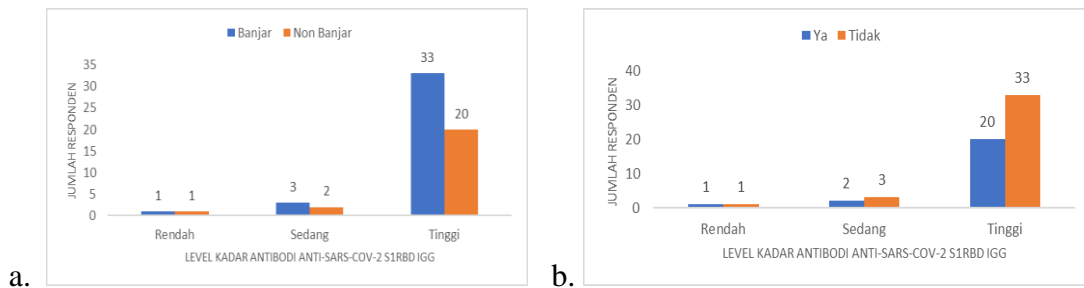 Banjar Non Banjar
JUMLAH RESPONDEN
35
30
25
20
15
10
5
0
1 1 3 2 33 20
Rendah Sedang Tinggi
LEVEL KADAR ANTIBODI ANTI-SARS-COV-2 S1RBD IGG
a.
Ya Tidak
JUMLAH RESPONDEN
40
30
20
10
0
1 1 2 3 20 33
Rendah Sedang Tinggi
LEVEL KADAR ANTIBODI ANTI-SARS-COV-2 S1RBD IGG
b.